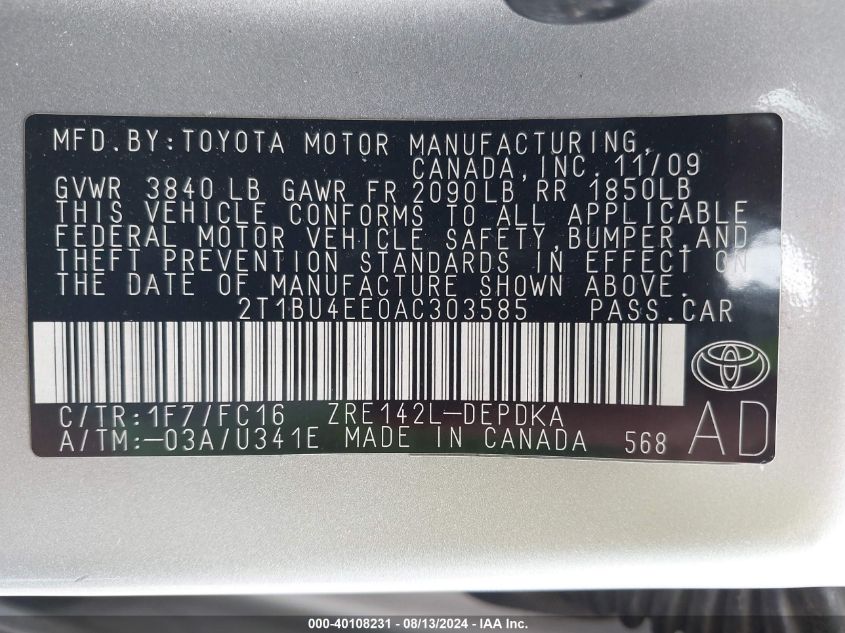 MFD.BY:TOYOTA MOTOR MANUFACTURING,
CANADA,INC. 11/09
GVWR 3840 LB GAWR FR 2090LB RR 1850LB
THIS VEHICLE CONFORMS TO ALL APPLICABLE
FEDERAL MOTOR VEHICLE SAFETY,BUMPER,AND
THEFT PREVENTION STANDARDS IN EFFECT ON
THE DATE OF MANUFACTURE SHOWN ABOVE.
2T1BU4EE0AC303585 PASS.CAR
C/TR:1F7/FC16 ZRE142L-DEPDKA
A/TM:-03A/U341E MADE IN CANADA 568
AD
000-40108231 - 08/13/2024 - IAA Inc.